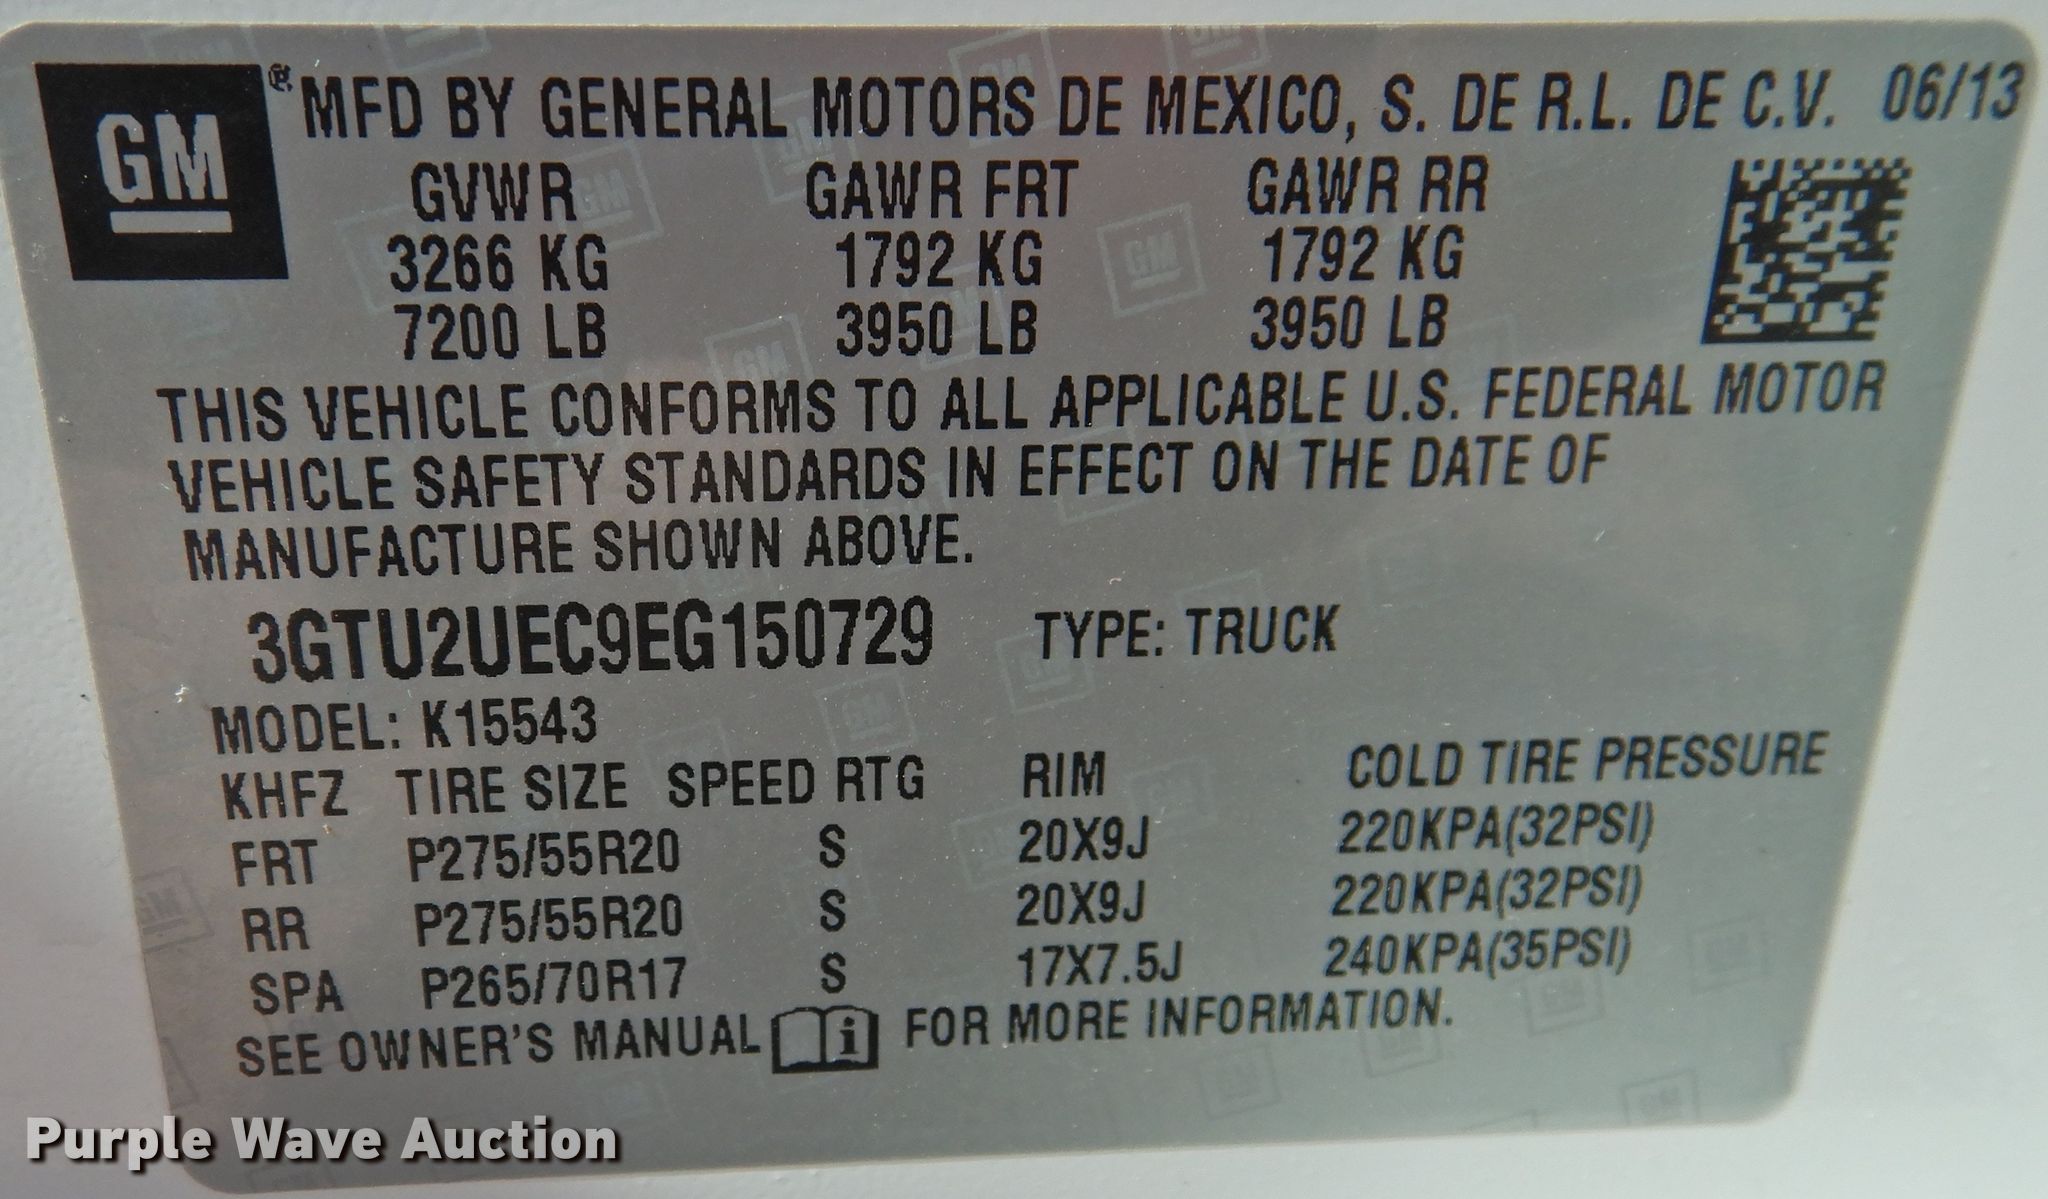 GM
® MFD BY GENERAL MOTORS DE MEXICO, S. DE R.L. DE C.V. 06/13
GVWR GAWR FRT GAWR RR
3266 KG 1792 KG 1792 KG
7200 LB 3950 LB 3950 LB
THIS VEHICLE CONFORMS TO ALL APPLICABLE U.S. FEDERAL MOTOR
VEHICLE SAFETY STANDARDS IN EFFECT ON THE DATE OF
MANUFACTURE SHOWN ABOVE.
3GTU2UEC9EG150729 TYPE: TRUCK
MODEL: K15543
KHFZ TIRE SIZE SPEED RTG RIM COLD TIRE PRESSURE
FRT P275/55R20 S 20X9J 220KPA(32PSI)
RR P275/55R20 S 20X9J 220KPA(32PSI)
SPA P265/70R17 S 17X7.5J 240KPA(35PSI)
SEE OWNER'S MANUAL i FOR MORE INFORMATION.
Purple Wave Auction